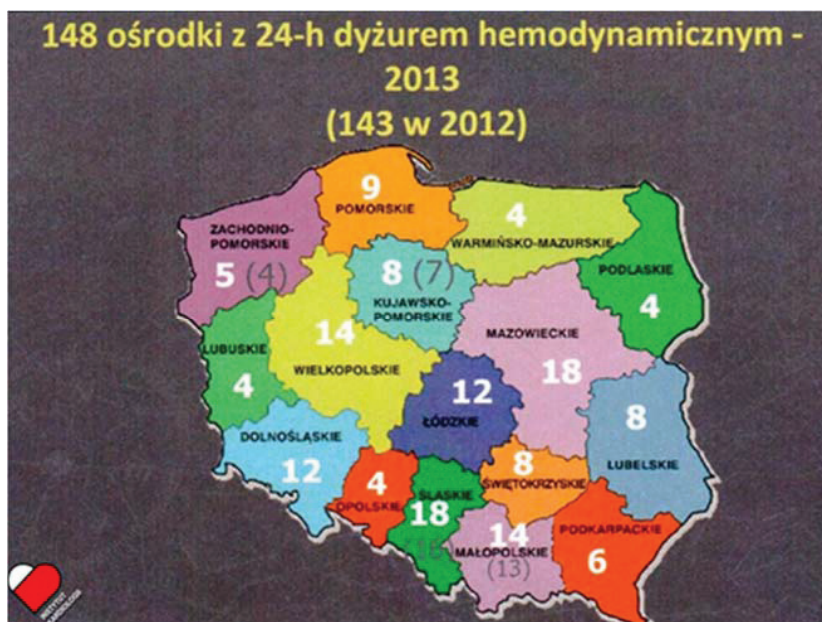 148 ośrodki z 24-h dyżurem hemodynamicznym -
2013
(143 w 2012)
9
POMORSKIE
4
WARMIŃSKO-MAZURSKIE
ZACHODNIO-
POMORSKIE
5 (4)
8 (7)
KUJAWSKO-
POMORSKIE
PODLASKIE
4
14
WIELKOPOLSKIE
MAZOWIECKIE
18
LUBUSKIE
4
12
ŁÓDZKIE
8
LUBELSKIE
DOLNOŚLĄSKIE
12
4
OPOLSKIE
ŚLĄSKIE
18
8
ŚWIĘTOKRZYSKIE
14
MAŁOPOLSKIE
(13)
PODKARPACKIE
6
INSTYTUT